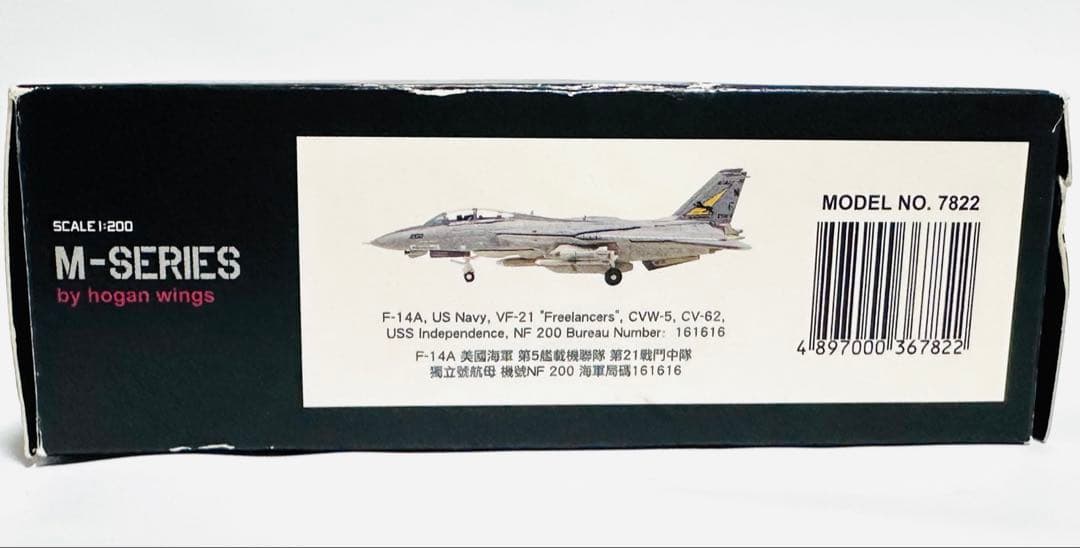 SCALE 1:200
M-SERIES
by hogan wings
F-14A, US Navy, VF-21 "Freelancers", CVW-5, CV-62,
USS Independence, NF 200 Bureau Number: 161616
F-14A 美國海軍 第5艦載機聯隊 第21戰鬥中隊
獨立號航母 機號NF 200 海軍局碼161616
MODEL NO. 7822
4 897000 367822